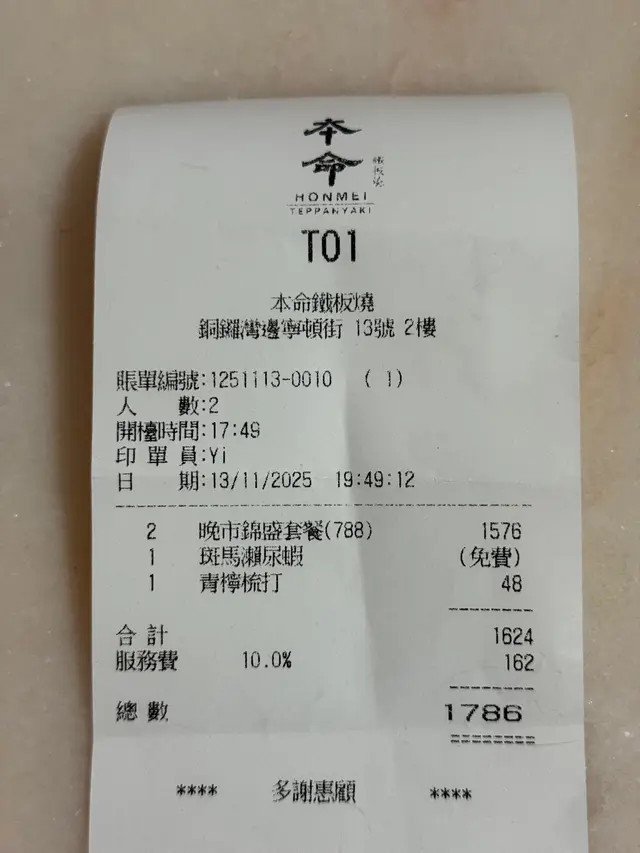 本命
鐵板燒
HONMEI
TEPPANYAKI
T01
本命鐵板燒
銅鑼灣邊寧頓街 13號 2樓
賬單編號:1251113-0010 ( 1)
人 數:2
開檯時間:17:49
印 單 員:Yi
日 期:13/11/2025 19:49:12
2 晚市錦盛套餐(788) 1576
1 斑馬瀨尿蝦 (免費)
1 青檸梳打 48
合計 1624
服務費 10.0% 162
總數 1786
**** 多謝惠顧 ****